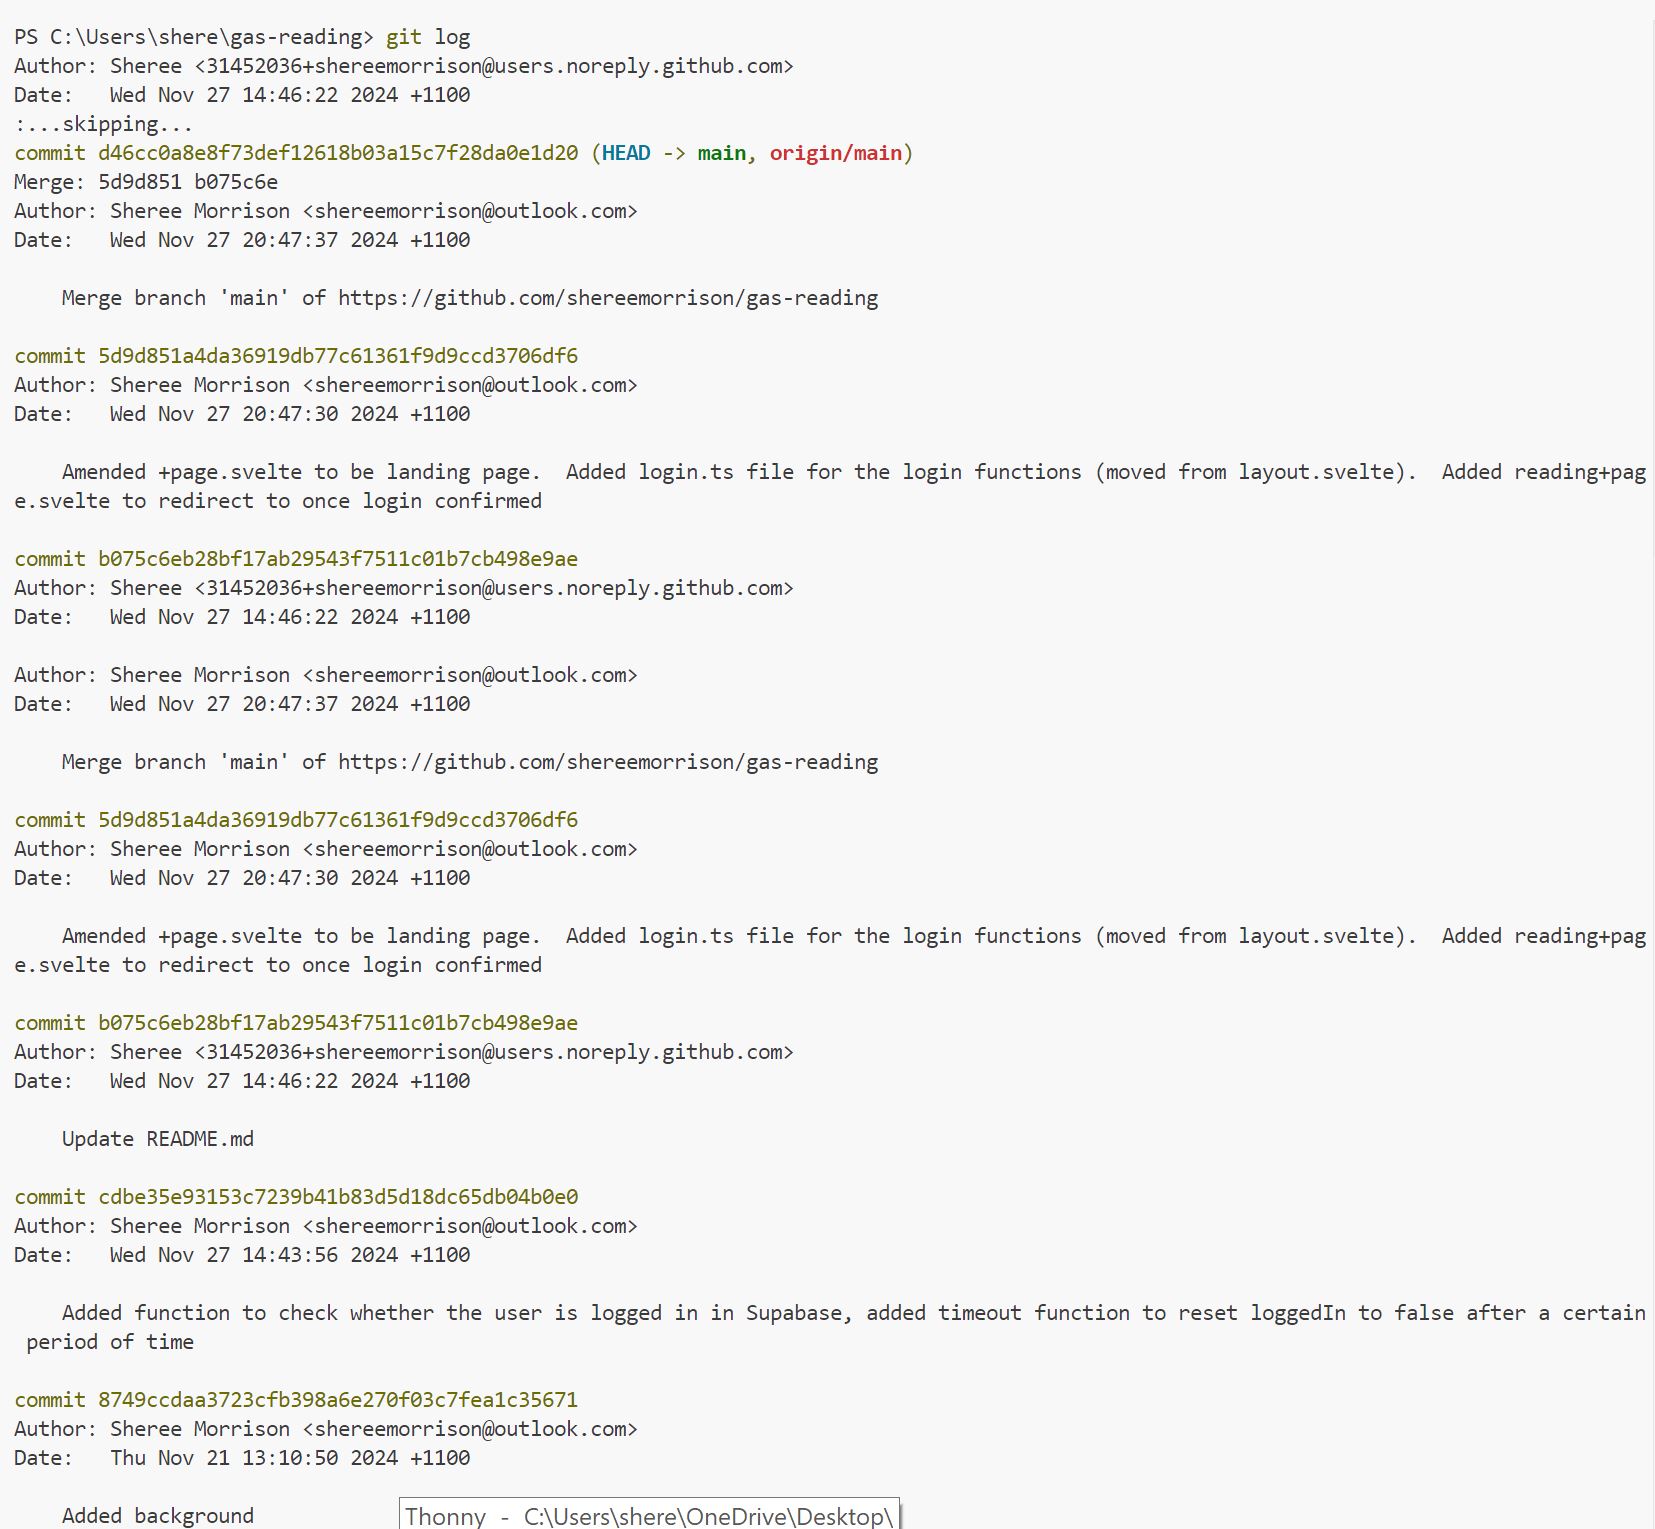 PS C:\Users\shere\gas-reading> git log
Author: Sheree <31452036+shereemorrison@users.noreply.github.com>
Date:   Wed Nov 27 14:46:22 2024 +1100
:...skipping...
commit d46cc0a8e8f73def12618b03a15c7f28da0e1d20 (HEAD -> main, origin/main)
Merge: 5d9d851 b075c6e
Author: Sheree Morrison <shereemorrison@outlook.com>
Date:   Wed Nov 27 20:47:37 2024 +1100

    Merge branch 'main' of https://github.com/shereemorrison/gas-reading

commit 5d9d851a4da36919db77c61361f9d9ccd3706df6
Author: Sheree Morrison <shereemorrison@outlook.com>
Date:   Wed Nov 27 20:47:30 2024 +1100

    Amended +page.svelte to be landing page.  Added login.ts file for the login functions (moved from layout.svelte).  Added reading+pag
e.svelte to redirect to once login confirmed

commit b075c6eb28bf17ab29543f7511c01b7cb498e9ae
Author: Sheree <31452036+shereemorrison@users.noreply.github.com>
Date:   Wed Nov 27 14:46:22 2024 +1100

Author: Sheree Morrison <shereemorrison@outlook.com>
Date:   Wed Nov 27 20:47:37 2024 +1100

    Merge branch 'main' of https://github.com/shereemorrison/gas-reading

commit 5d9d851a4da36919db77c61361f9d9ccd3706df6
Author: Sheree Morrison <shereemorrison@outlook.com>
Date:   Wed Nov 27 20:47:30 2024 +1100

    Amended +page.svelte to be landing page.  Added login.ts file for the login functions (moved from layout.svelte).  Added reading+pag
e.svelte to redirect to once login confirmed

commit b075c6eb28bf17ab29543f7511c01b7cb498e9ae
Author: Sheree <31452036+shereemorrison@users.noreply.github.com>
Date:   Wed Nov 27 14:46:22 2024 +1100

    Update README.md

commit cdbe35e93153c7239b41b83d5d18dc65db04b0e0
Author: Sheree Morrison <shereemorrison@outlook.com>
Date:   Wed Nov 27 14:43:56 2024 +1100

    Added function to check whether the user is logged in in Supabase, added timeout function to reset loggedIn to false after a certain
 period of time

commit 8749ccdaa3723cfb398a6e270f03c7fea1c35671
Author: Sheree Morrison <shereemorrison@outlook.com>
Date:   Thu Nov 21 13:10:50 2024 +1100

    Added background
Thonny - C:\Users\shere\OneDrive\Desktop\